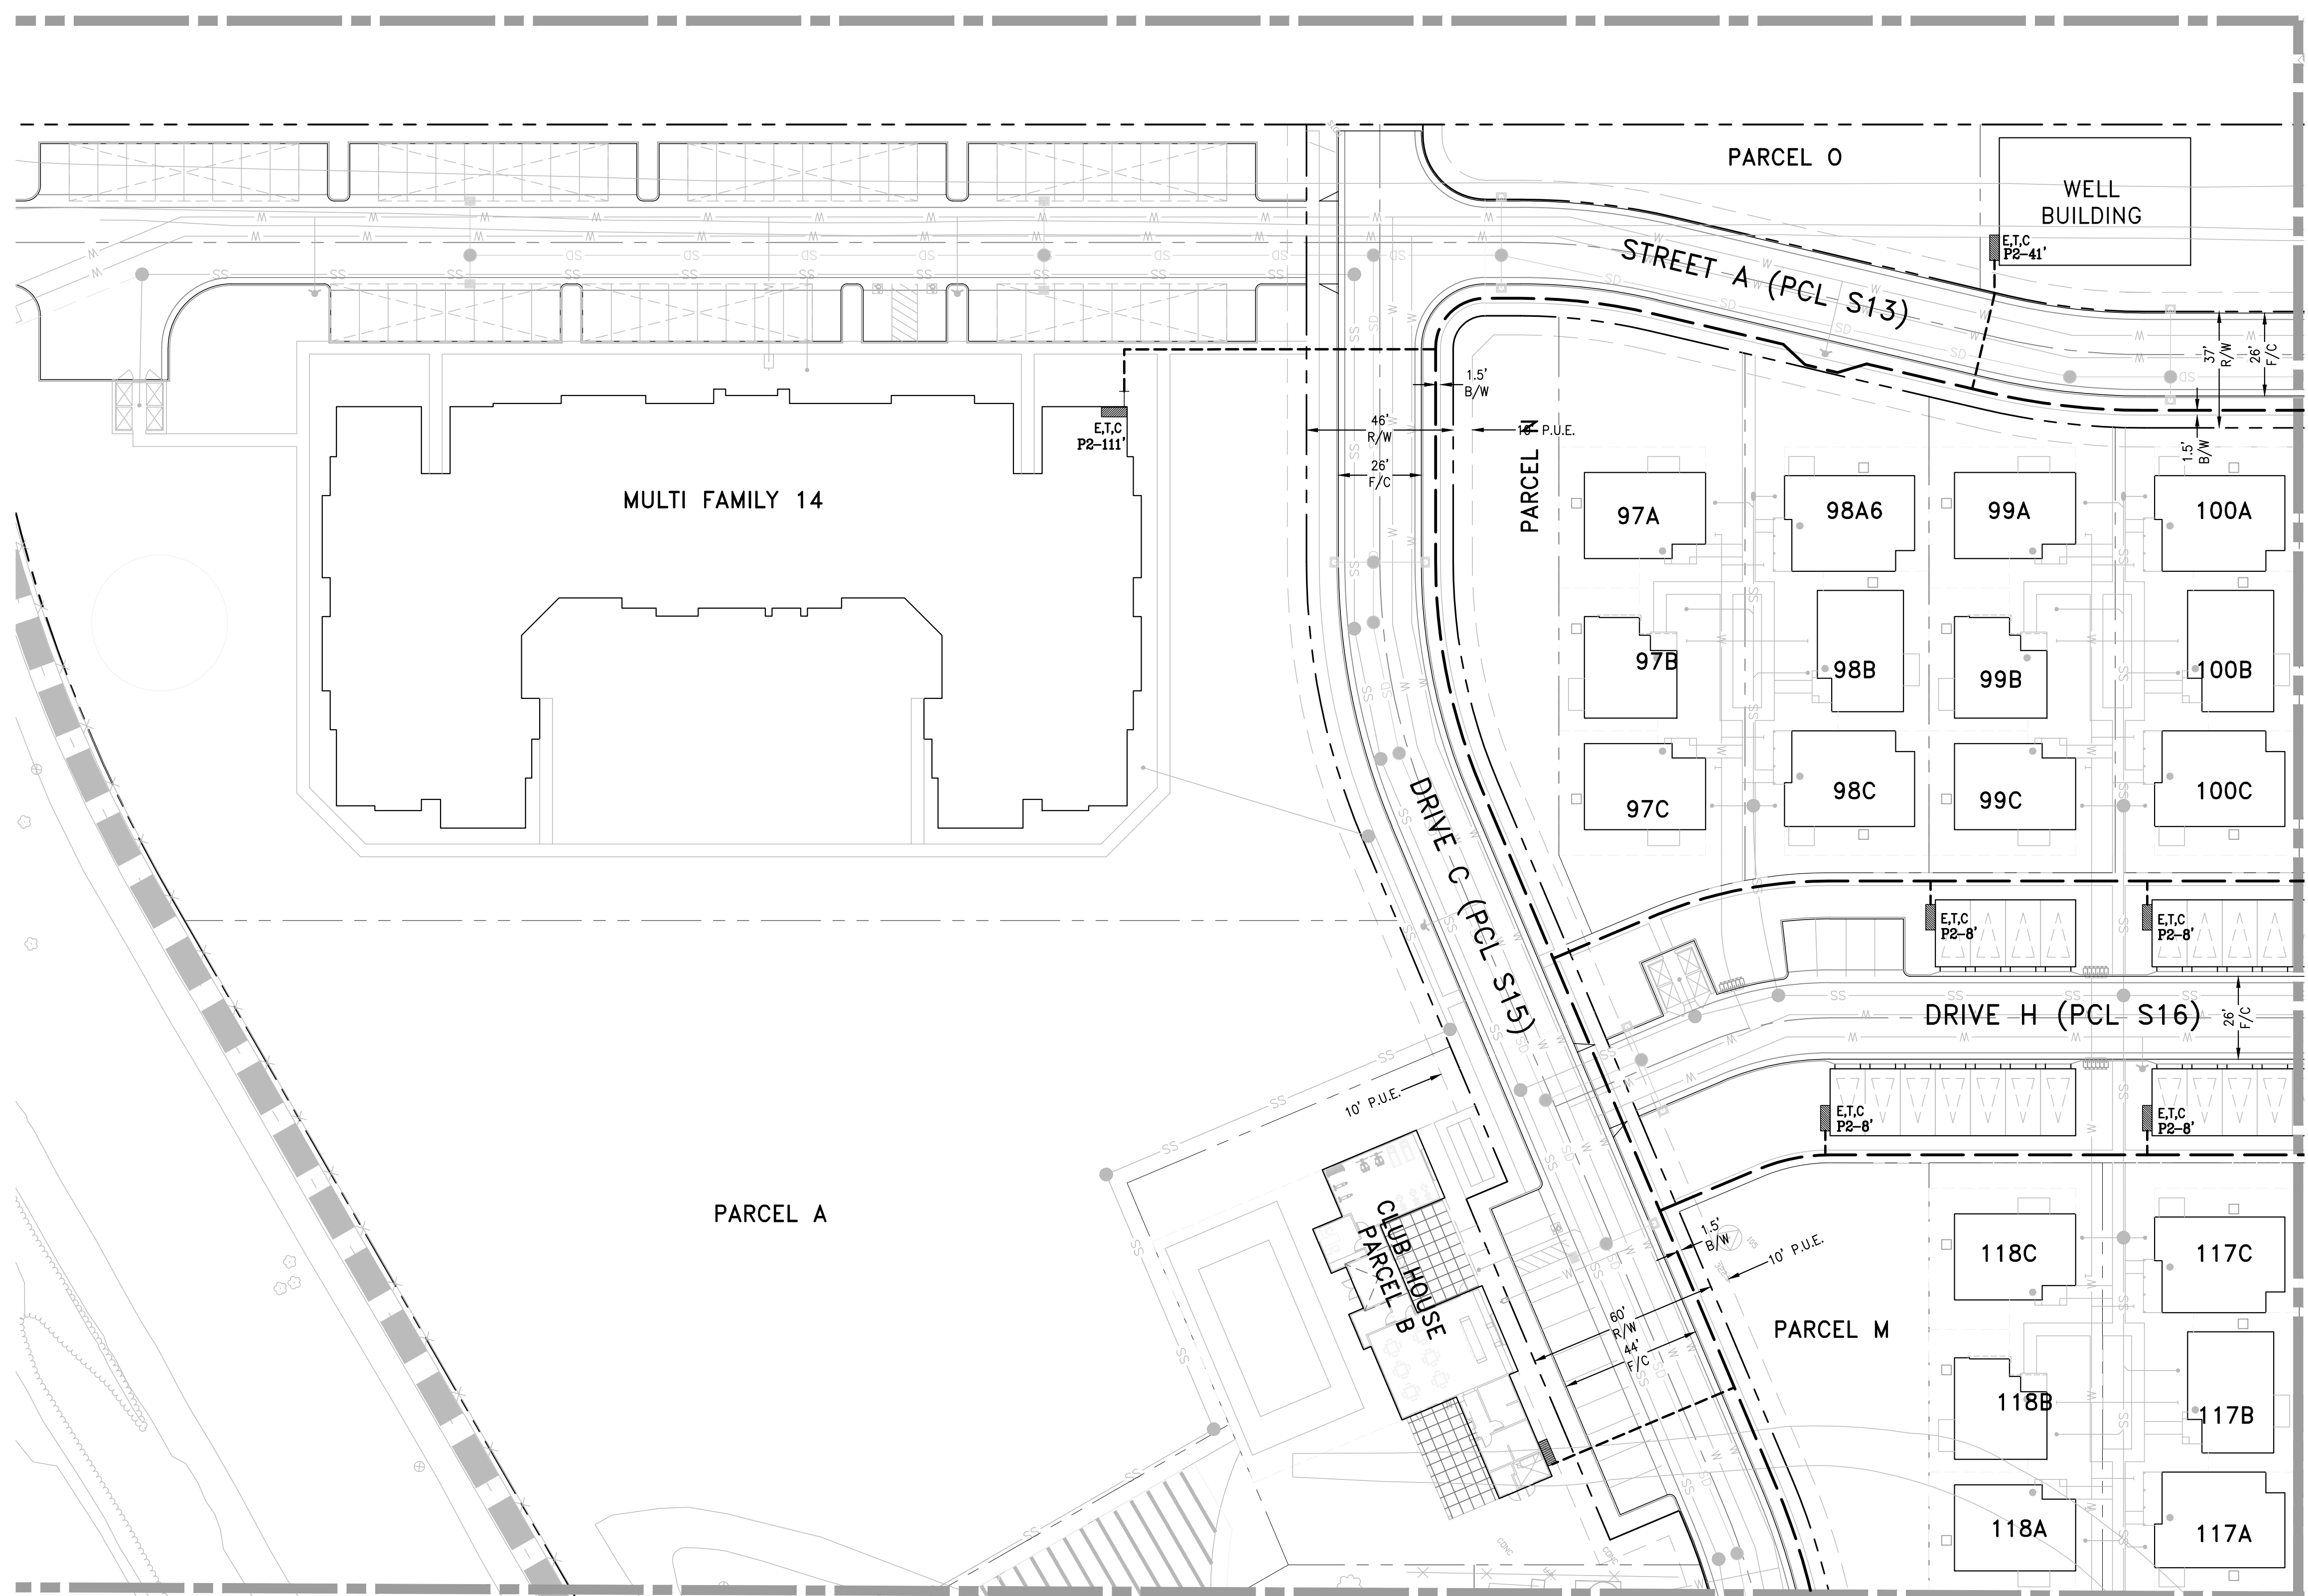 PARCEL O
WELL
BUILDING
E,T,C
P2-41'
STREET A (PCL S13)
37'
R/W
26'
F/C
1.5'
B/W
1.5'
B/W
46'
R/W
10' P.U.E.
26'
F/C
PARCEL N
E,T,C
P2-111'
MULTI FAMILY 14
97A
98A6
99A
100A
97B
98B
99B
100B
97C
98C
99C
100C
DRIVE C (PCL S15)
E,T,C
P2-8'
E,T,C
P2-8'
DRIVE H (PCL S16)
26'
F/C
E,T,C
P2-8'
E,T,C
P2-8'
10' P.U.E.
PARCEL A
CLUB HOUSE
PARCEL B
1.5'
B/W
10' P.U.E.
60'
R/W
44'
F/C
PARCEL M
118C
117C
118B
117B
118A
117A